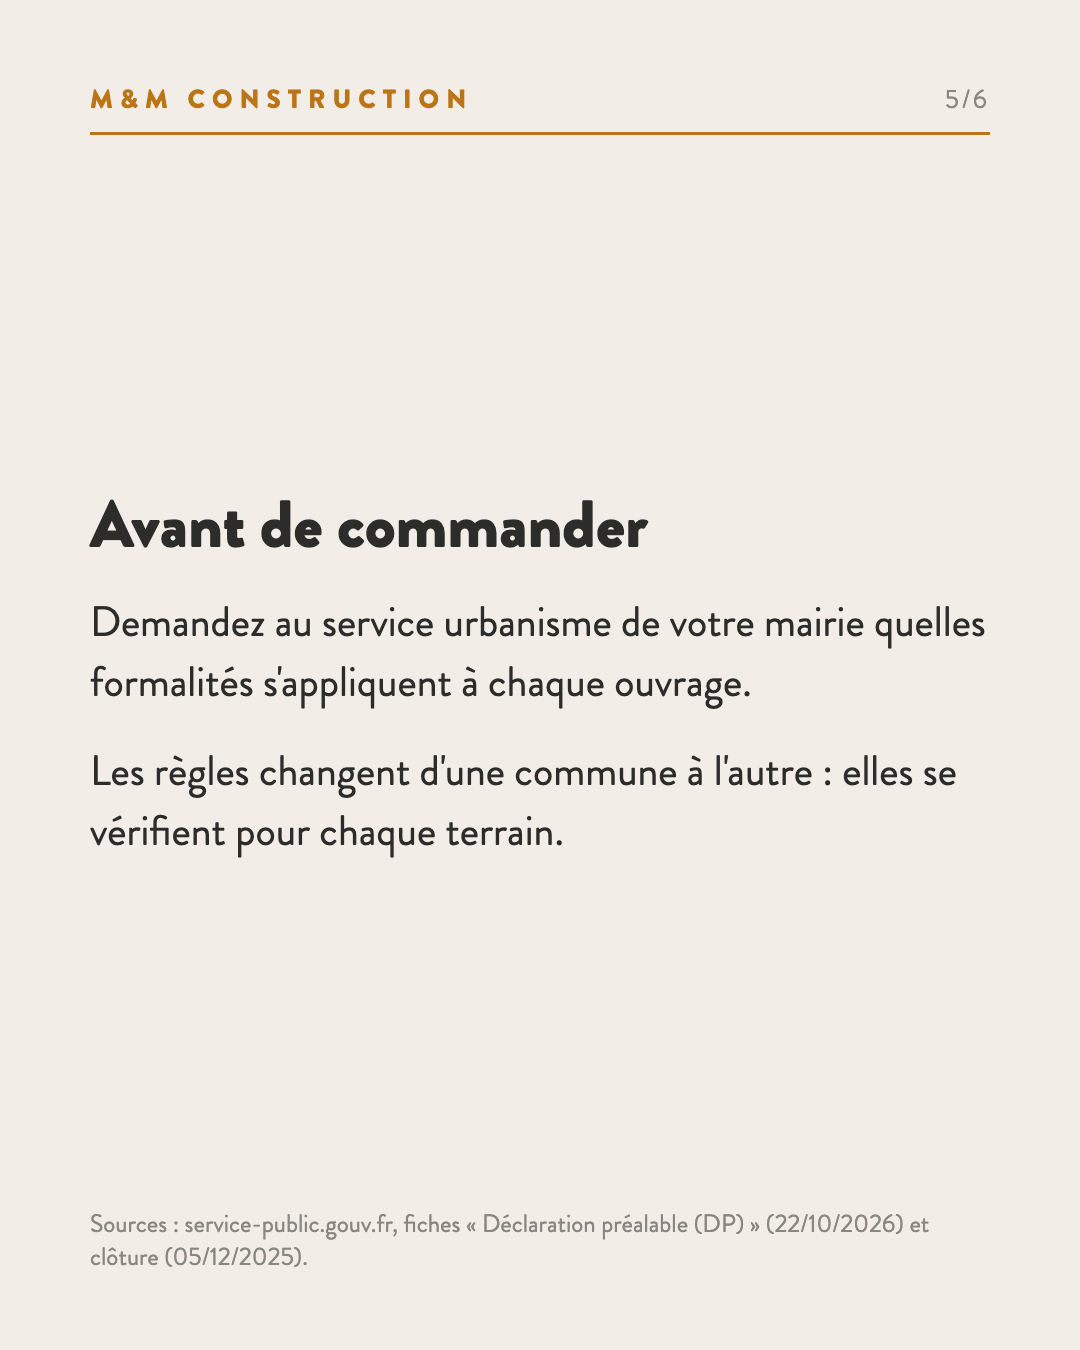 M&M CONSTRUCTION
5/6
Avant de commander
Demandez au service urbanisme de votre mairie quelles
formalités s'appliquent à chaque ouvrage.
Les règles changent d'une commune à l'autre : elles se
vérifient pour chaque terrain.
Sources : service-public.gouv.fr, fiches « Déclaration préalable (DP) » (22/10/2026) et
clôture (05/12/2025).